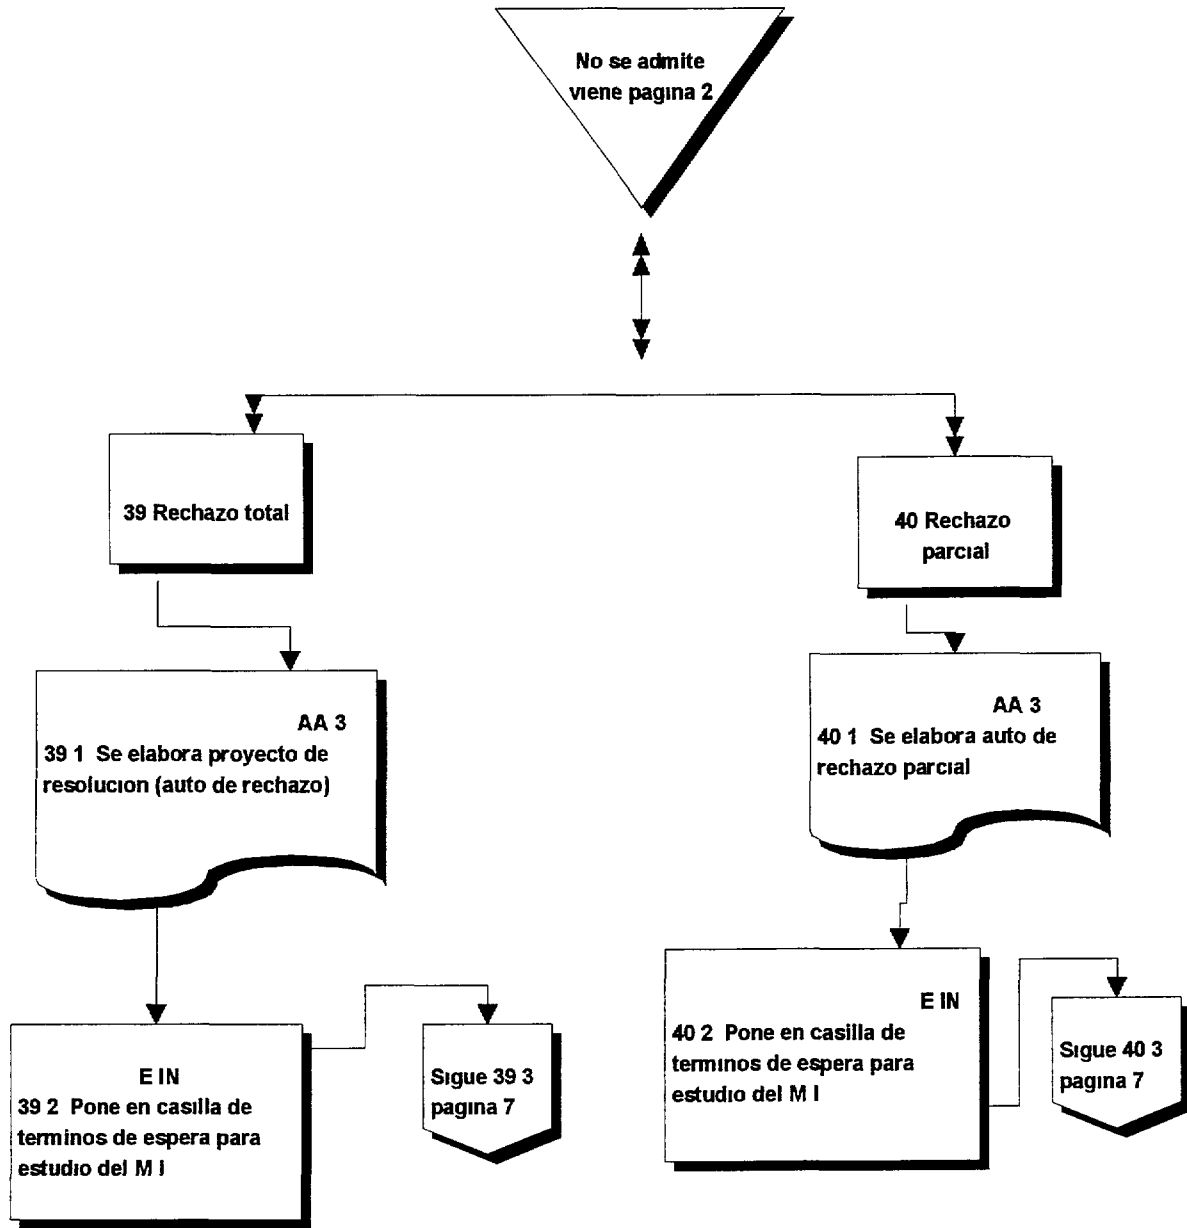 No se admite
viene pagina 2
39 Rechazo total
40 Rechazo
parcial
AA 3
39 1 Se elabora proyecto de
resolucion (auto de rechazo)
AA 3
40 1 Se elabora auto de
rechazo parcial
E IN
39 2 Pone en casilla de
terminos de espera para
estudio del M I
Sigue 39 3
pagina 7
E IN
40 2 Pone en casilla de
terminos de espera para
estudio del M I
Sigue 40 3
pagina 7